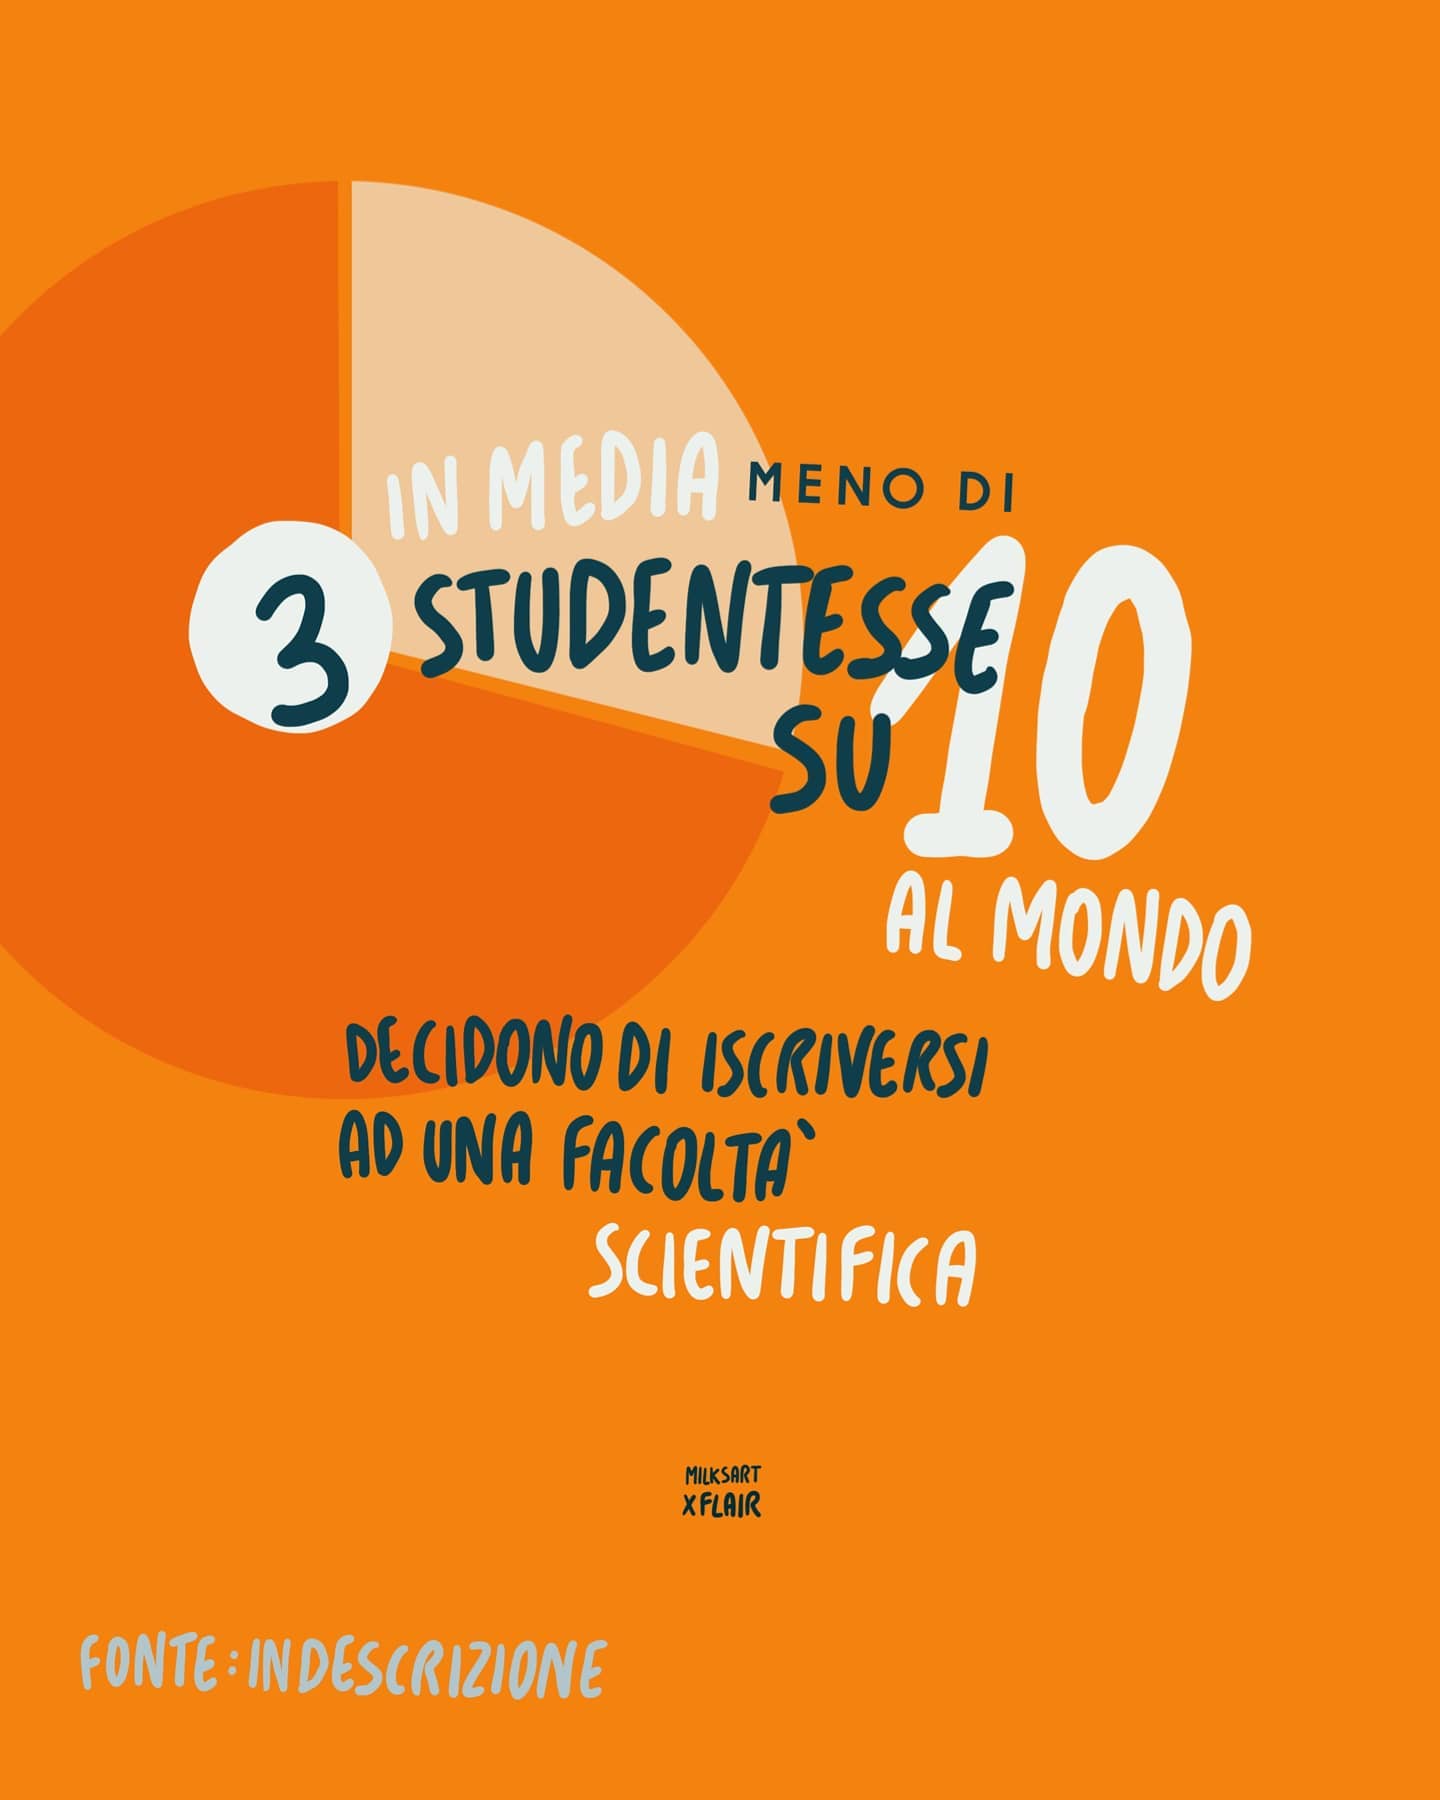 IN MEDIA MENO DI
3 STUDENTESSE
SU 10
AL MONDO
DECIDONO DI ISCRIVERSI
AD UNA FACOLTA`
SCIENTIFICA
MILKSART
X FLAIR
FONTE: IN DESCRIZIONE